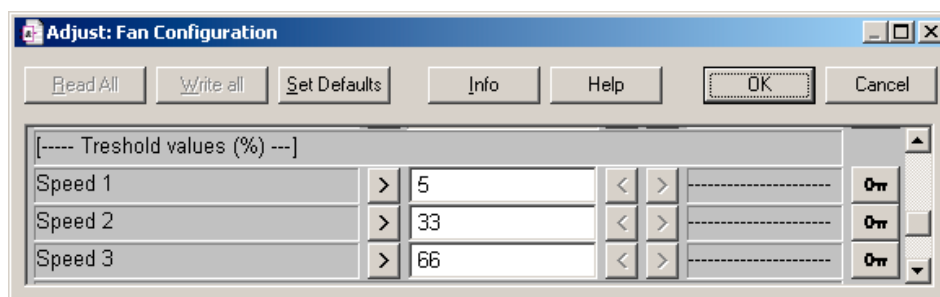 Adjust: Fan Configuration
Read All Write all Set Defaults Info Help OK Cancel
[----- Treshold values (%) ---]
Speed 1 > 5 < > ---------------------
Speed 2 > 33 < > ---------------------
Speed 3 > 66 < > ---------------------